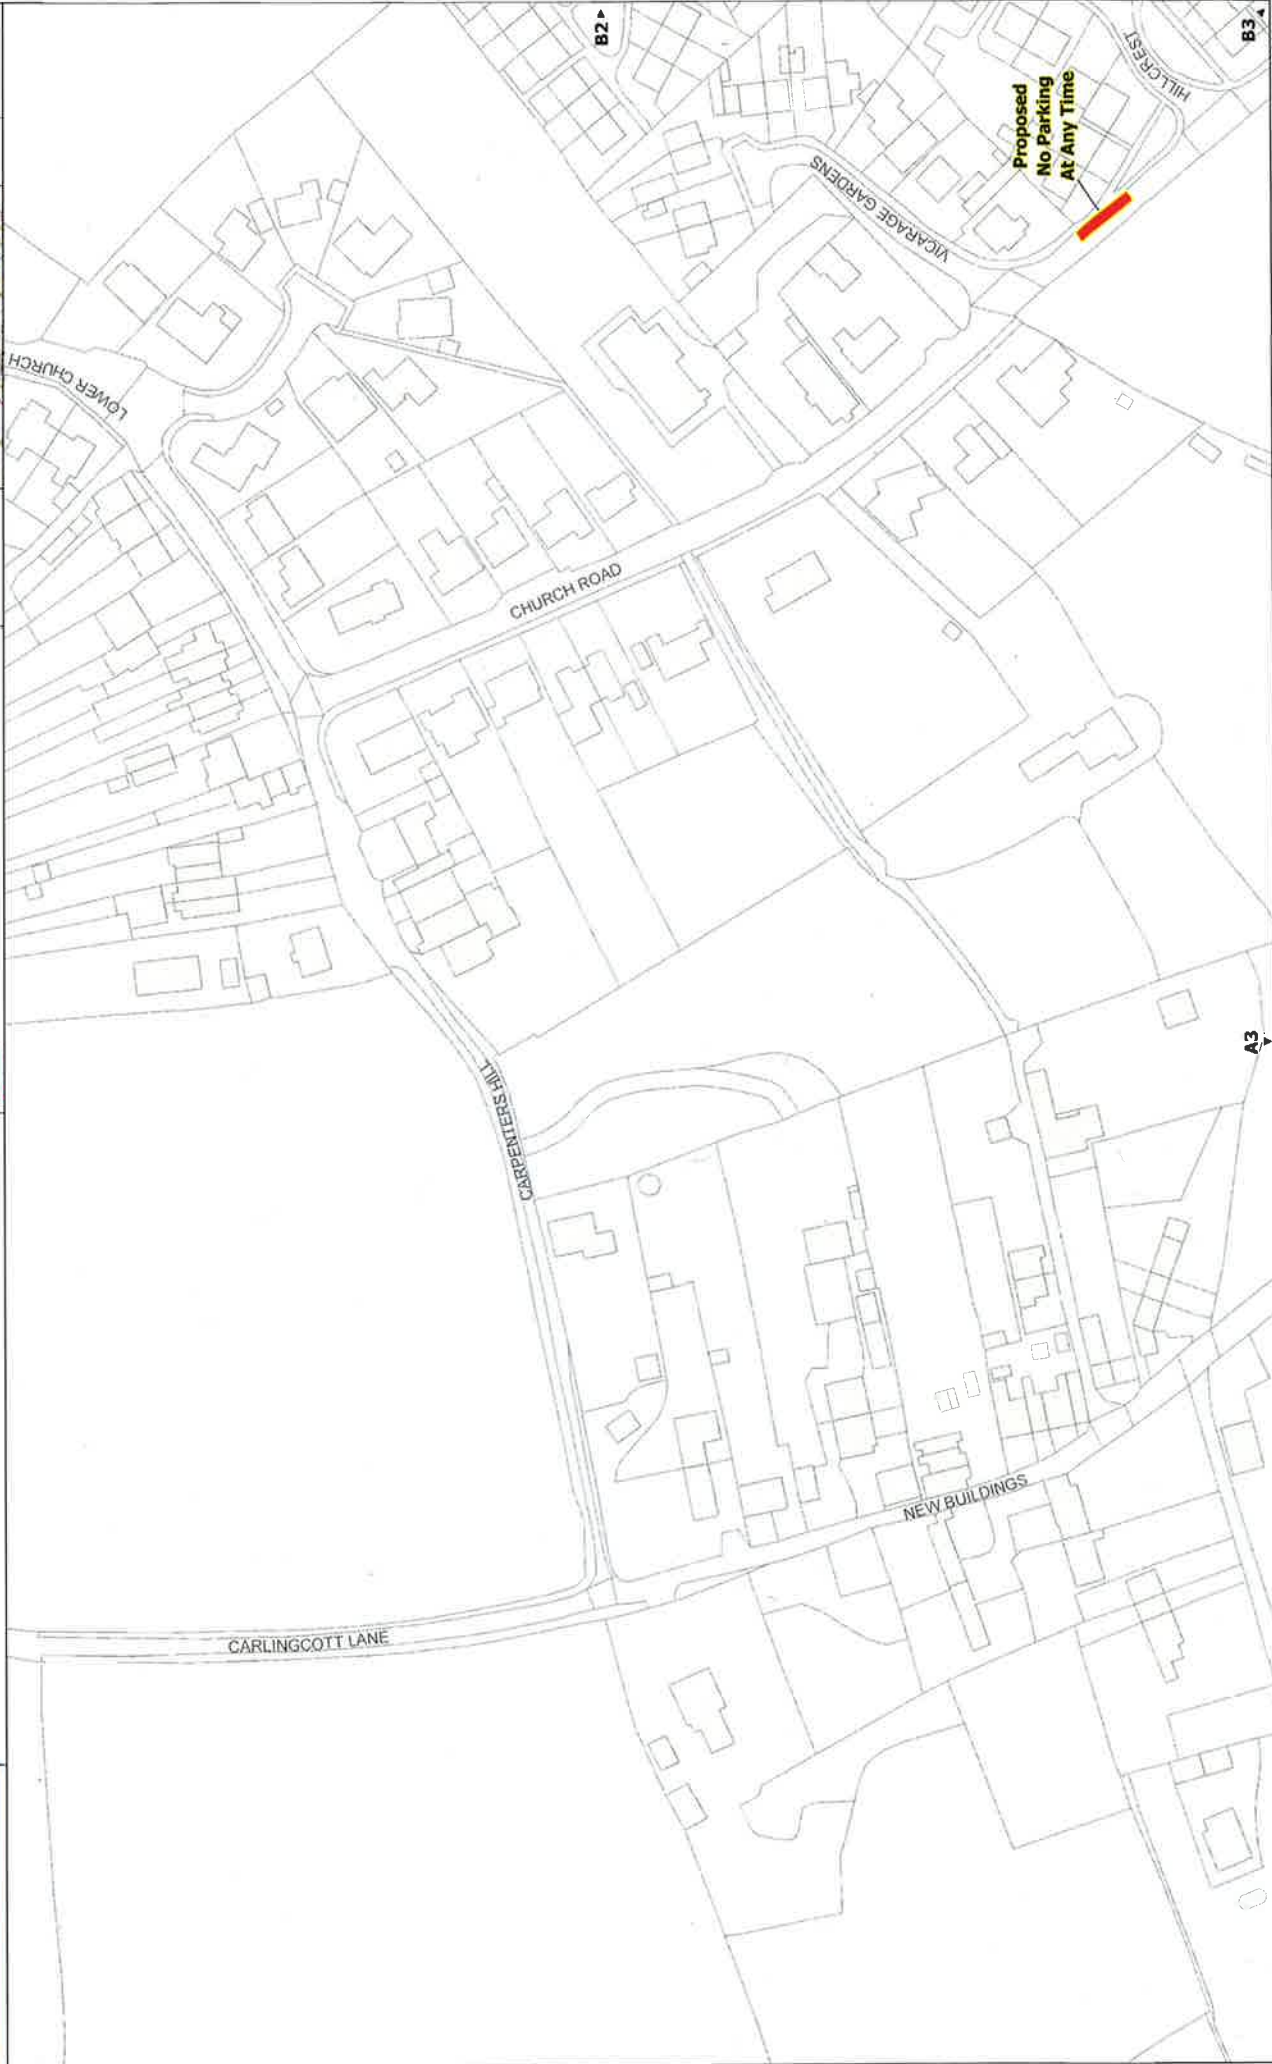 B2
B3
HILLCREST
Proposed
No Parking
At Any Time
VICARAGE GARDENS
LOWER CHURCH
CHURCH ROAD
CARPENTERS HILL
A3
NEW BUILDINGS
CARLINGCOTT LANE